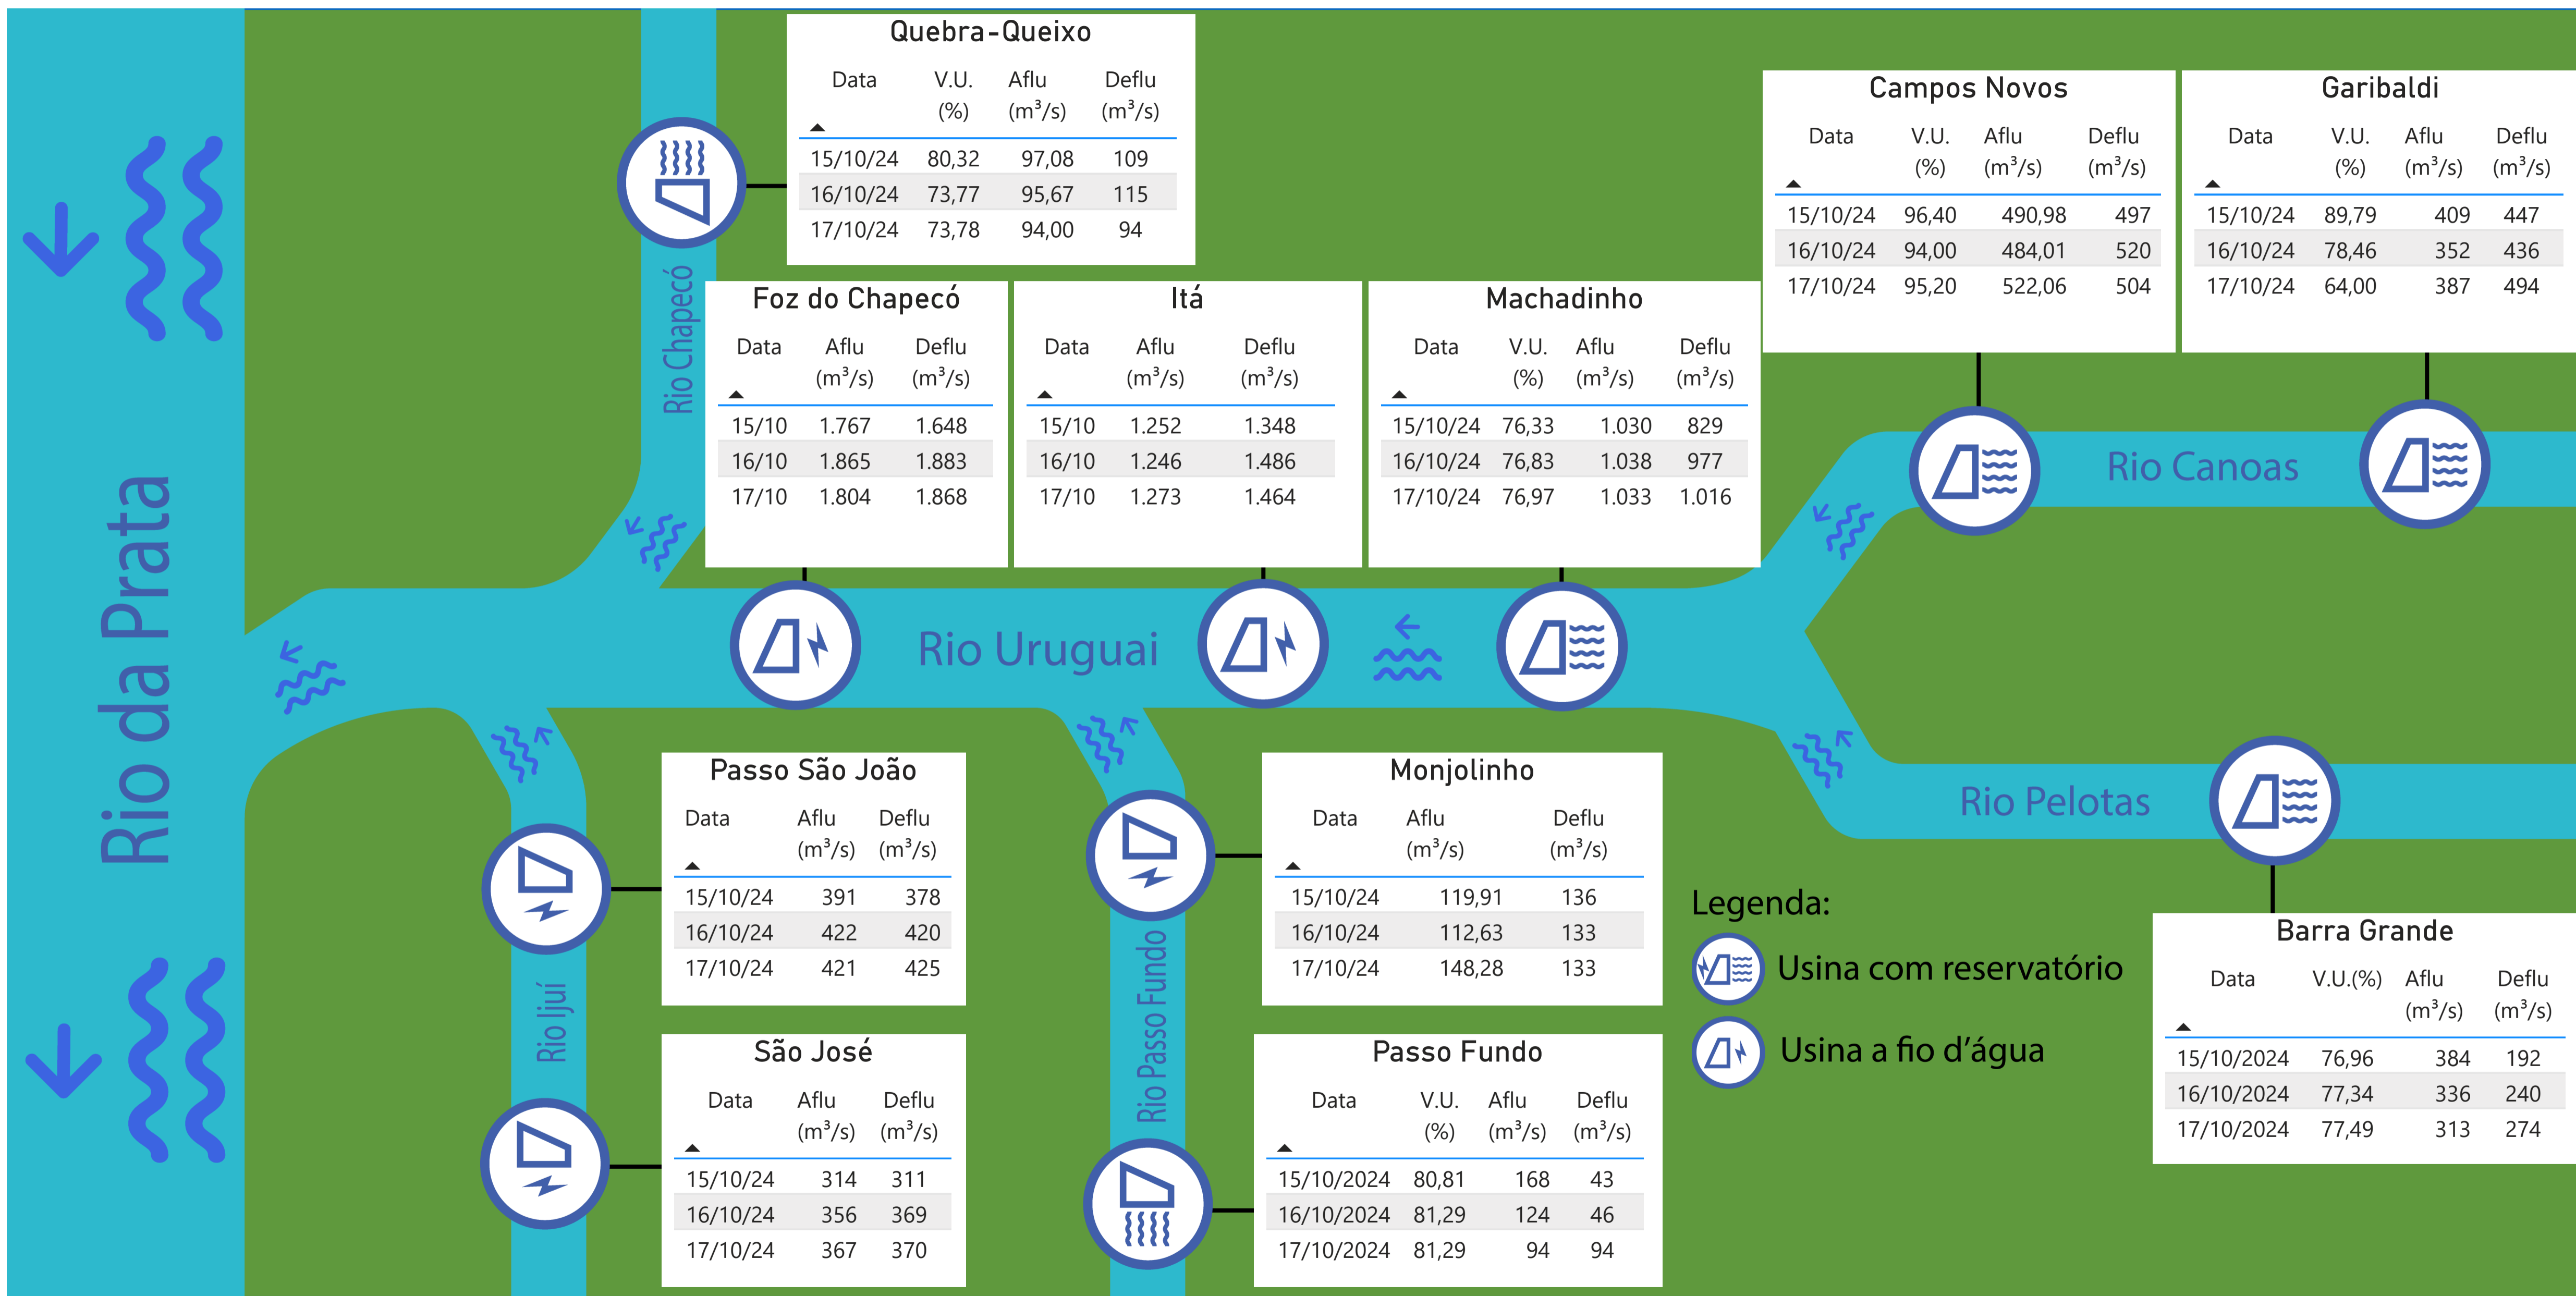 Quebra-Queixo
Data V.U. (%) Aflu (m³/s) Deflu (m³/s)
15/10/24 80,32 97,08 109
16/10/24 73,77 95,67 115
17/10/24 73,78 94,00 94
Campos Novos
Data V.U. (%) Aflu (m³/s) Deflu (m³/s)
15/10/24 96,40 490,98 497
16/10/24 94,00 484,01 520
17/10/24 95,20 522,06 504
Garibaldi
Data V.U. (%) Aflu (m³/s) Deflu (m³/s)
15/10/24 89,79 409 447
16/10/24 78,46 352 436
17/10/24 64,00 387 494
Foz do Chapecó
Data Aflu (m³/s) Deflu (m³/s)
15/10 1.767 1.648
16/10 1.865 1.883
17/10 1.804 1.868
Itá
Data Aflu (m³/s) Deflu (m³/s)
15/10 1.252 1.348
16/10 1.246 1.486
17/10 1.273 1.464
Machadinho
Data V.U. (%) Aflu (m³/s) Deflu (m³/s)
15/10/24 76,33 1.030 829
16/10/24 76,83 1.038 977
17/10/24 76,97 1.033 1.016
Rio Chapecó
Rio Canoas
Rio da Prata
Rio Uruguai
Rio Pelotas
Passo São João
Data Aflu (m³/s) Deflu (m³/s)
15/10/24 391 378
16/10/24 422 420
17/10/24 421 425
Monjolinho
Data Aflu (m³/s) Deflu (m³/s)
15/10/24 119,91 136
16/10/24 112,63 133
17/10/24 148,28 133
Rio Ijuí
Rio Passo Fundo
São José
Data Aflu (m³/s) Deflu (m³/s)
15/10/24 314 311
16/10/24 356 369
17/10/24 367 370
Passo Fundo
Data V.U. (%) Aflu (m³/s) Deflu (m³/s)
15/10/2024 80,81 168 43
16/10/2024 81,29 124 46
17/10/2024 81,29 94 94
Legenda:
Usina com reservatório
Usina a fio d'água
Barra Grande
Data V.U.(%) Aflu (m³/s) Deflu (m³/s)
15/10/2024 76,96 384 192
16/10/2024 77,34 336 240
17/10/2024 77,49 313 274